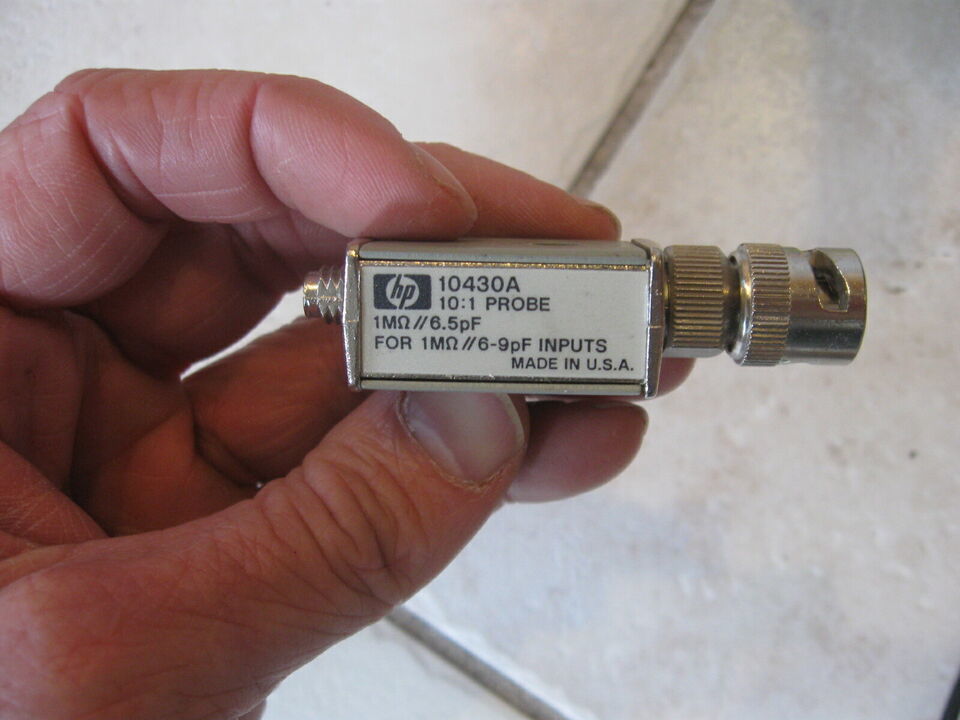 hp 10430A
10:1 PROBE
1MΩ//6.5pF
FOR 1MΩ//6-9pF INPUTS
MADE IN U.S.A.